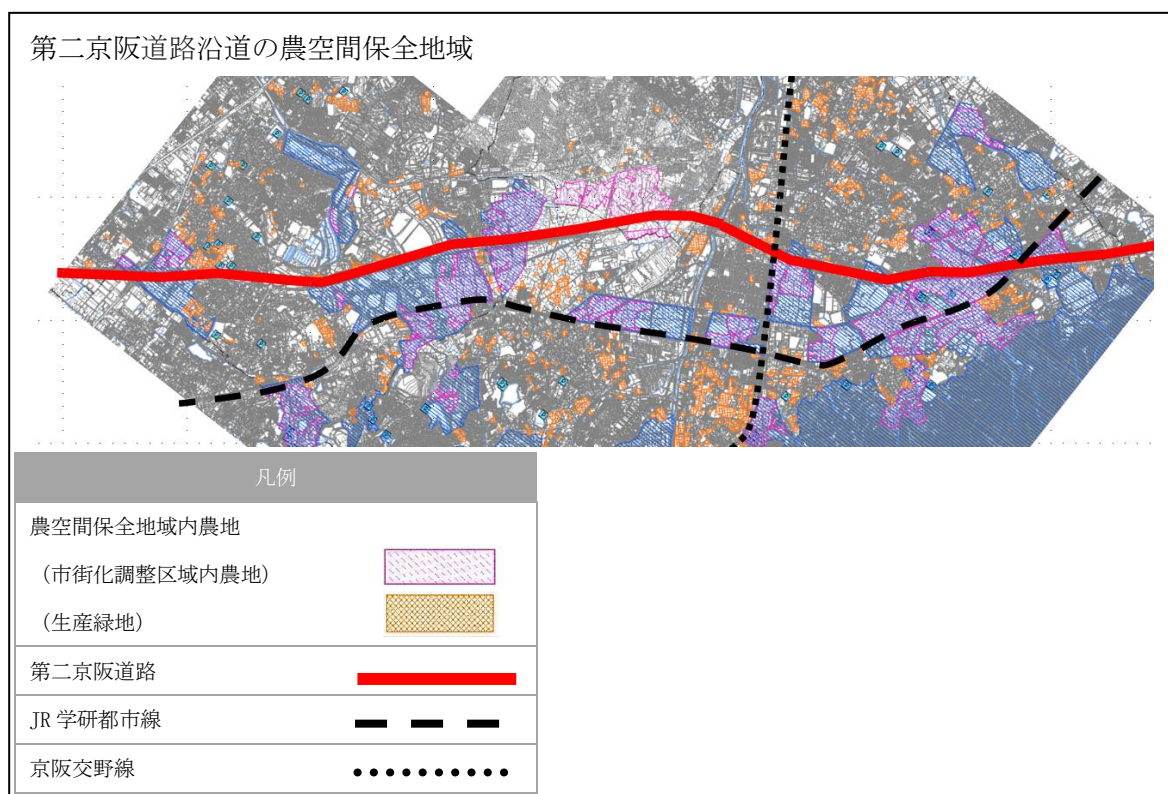 第二京阪道路沿道の農空間保全地域
凡例
農空間保全地域内農地
（市街化調整区域内農地）
（生産緑地）
第二京阪道路
JR 学研都市線
京阪交野線